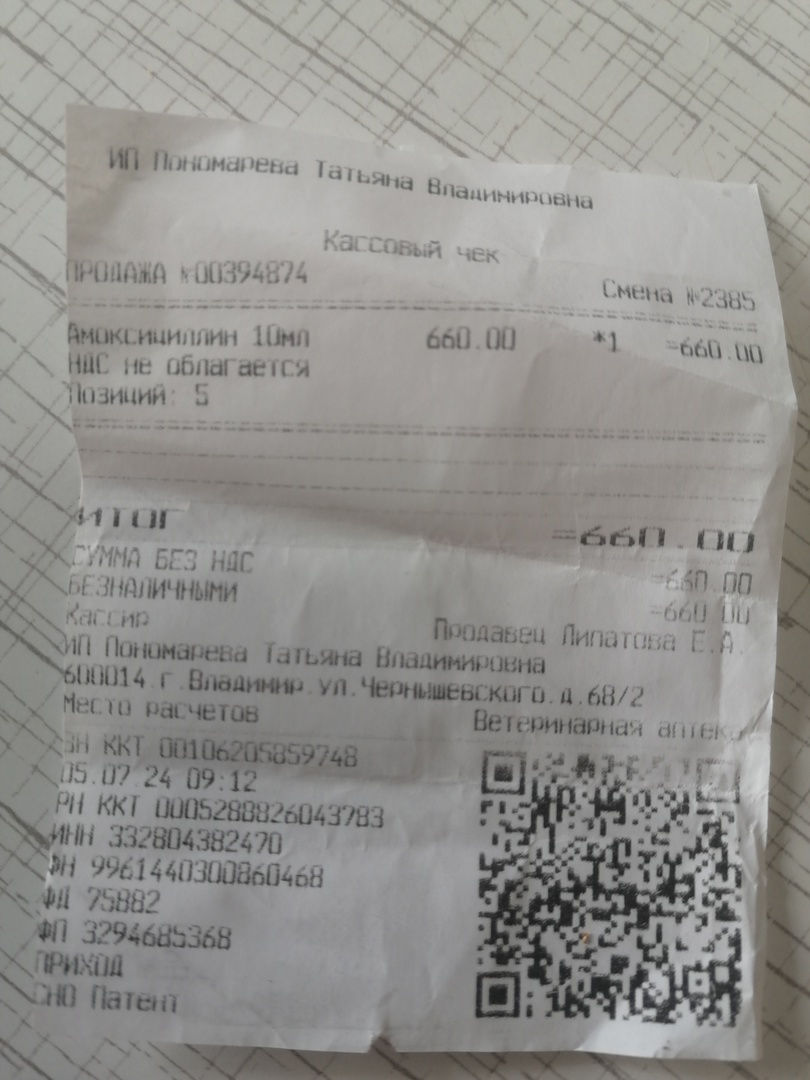 ИП Пономарева Татьяна Владимировна
Кассовый чек
ПРОДАЖА №00394874 Смена №2385
Амоксициллин 10мл 660.00 *1 =660.00
НДС не облагается
Позиций: 5
ИТОГ =660.00
СУММА БЕЗ НДС =660.00
БЕЗНАЛИЧНЫМИ =660.00
Кассир Продавец Липатова Е.А.
ИП Пономарева Татьяна Владимировна
600014.г.Владимир.ул.Чернышевского.д.68/2
Место расчетов Ветеринарная аптека
ЗН ККТ 00106205859748
05.07.24 09:12
РН ККТ 0005288826043783
ИНН 332804382470
ФН 9961440300860468
ФД 75882
ФП 3294685368
ПРИХОД
СНО Патент